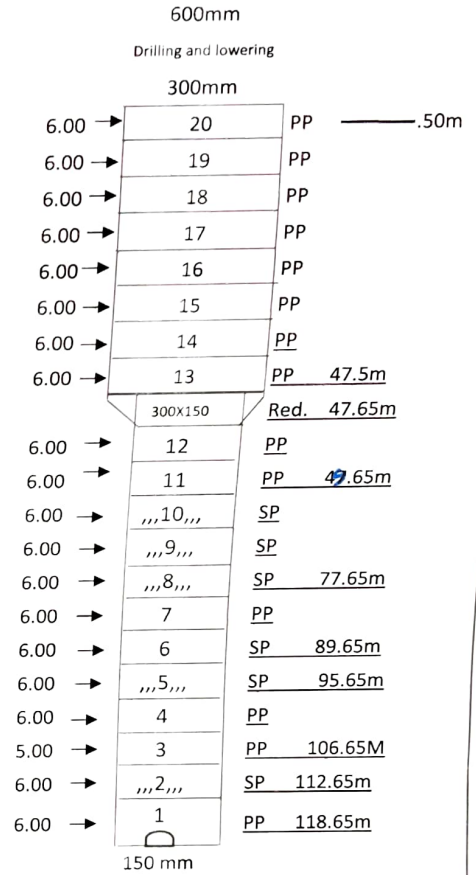 600mm
Drilling and lowering
300mm
6.00 20 PP .50m
6.00 19 PP
6.00 18 PP
6.00 17 PP
6.00 16 PP
6.00 15 PP
6.00 14 PP
6.00 13 PP 47.5m
300X150 Red. 47.65m
6.00 12 PP
6.00 11 PP .65m
6.00 ,,,10,,, SP
6.00 ,,,9,,, SP
6.00 ,,,8,,, SP 77.65m
6.00 7 PP
6.00 6 SP 89.65m
6.00 ,,,5,,, SP 95.65m
6.00 4 PP
5.00 3 PP 106.65M
6.00 ,,,2,,, SP 112.65m
6.00 1 PP 118.65m
150 mm